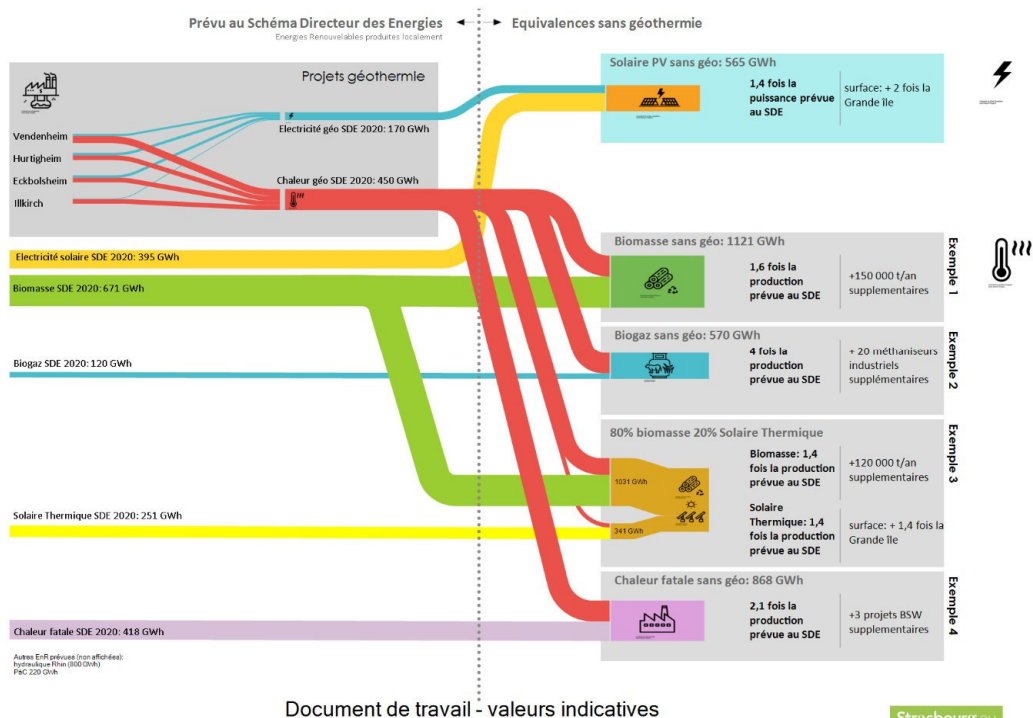 Prévu au Schéma Directeur des Energies
Energies Renouvelables produites localement
Equivalences sans géothermie
Projets géothermie
Vendenheim
Hurtigheim
Eckbolsheim
Illkirch
Electricité géo SDE 2020: 170 GWh
Chaleur géo SDE 2020: 450 GWh
Electricité solaire SDE 2020: 395 GWh
Biomasse SDE 2020: 671 GWh
Biogaz SDE 2020: 120 GWh
Solaire Thermique SDE 2020: 251 GWh
Chaleur fatale SDE 2020: 418 GWh
Autres EnR prévues (non affichées):
hydraulique Rhin (800 GWh)
PàC 220 GWh
Solaire PV sans géo: 565 GWh
1,4 fois la
puissance prévue
au SDE
surface: + 2 fois la
Grande île
Biomasse sans géo: 1121 GWh
1,6 fois la
production
prévue au SDE
+150 000 t/an
supplementaires
Exemple 1
Biogaz sans géo: 570 GWh
4 fois la
production
prévue au SDE
+ 20 méthaniseurs
industriels
supplémentaires
Exemple 2
80% biomasse 20% Solaire Thermique
1031 GWh
Biomasse: 1,4
fois la production
prévue au SDE
+120 000 t/an
supplementaires
341 GWh
Solaire
Thermique: 1,4
fois la production
prévue au SDE
surface: + 1,4 fois la
Grande île
Exemple 3
Chaleur fatale sans géo: 868 GWh
2,1 fois la
production
prévue au SDE
+3 projets BSW
supplementaires
Exemple 4
Document de travail - valeurs indicatives